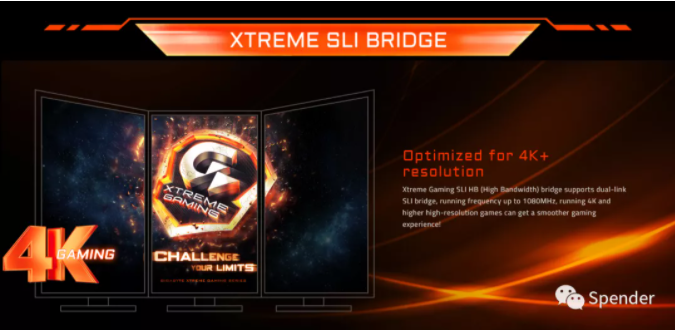 XTREME SLI BRIDGE
Optimized for 4K+
resolution
Xtreme Gaming SLI HB (High Bandwidth) bridge supports dual-link
SLI bridge, running frequency up to 1080MHz, running 4K and
higher high-resolution games can get a smoother gaming
experience!
XTREME
GAMING
4K GAMING
CHALLENGE
YOUR LIMITS
Spender